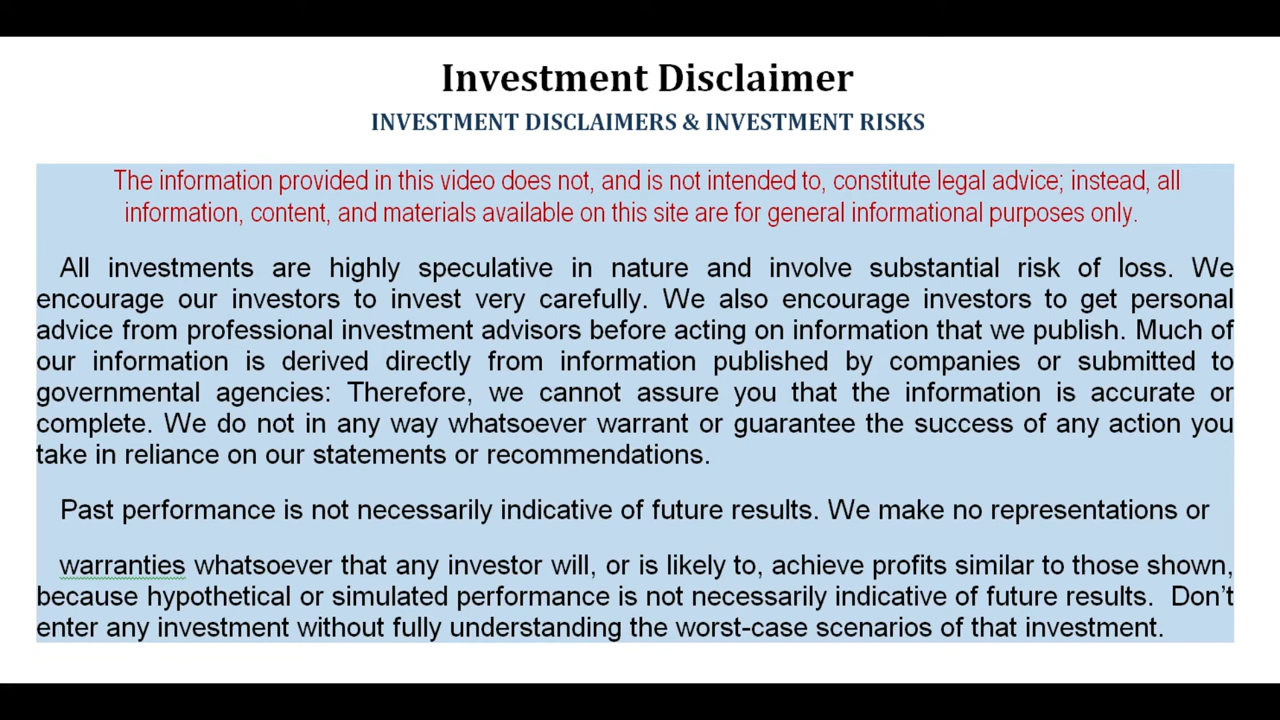 Investment Disclaimer
INVESTMENT DISCLAIMERS & INVESTMENT RISKS
The information provided in this video does not, and is not intended to, constitute legal advice; instead, all
information, content, and materials available on this site are for general informational purposes only.
All investments are highly speculative in nature and involve substantial risk of loss. We
encourage our investors to invest very carefully. We also encourage investors to get personal
advice from professional investment advisors before acting on information that we publish. Much of
our information is derived directly from information published by companies or submitted to
governmental agencies: Therefore, we cannot assure you that the information is accurate or
complete. We do not in any way whatsoever warrant or guarantee the success of any action you
take in reliance on our statements or recommendations.
Past performance is not necessarily indicative of future results. We make no representations or
warranties whatsoever that any investor will, or is likely to, achieve profits similar to those shown,
because hypothetical or simulated performance is not necessarily indicative of future results. Don’t
enter any investment without fully understanding the worst-case scenarios of that investment.